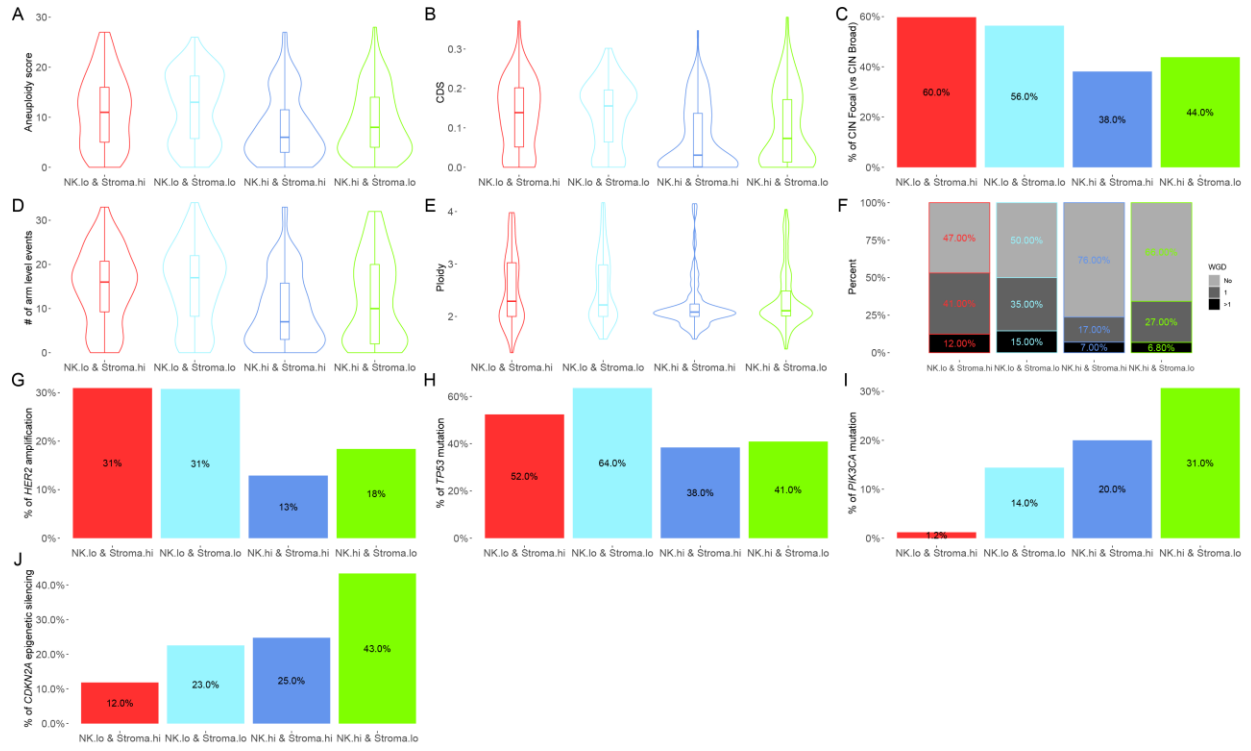 A
Aneuploidy score
30
20
10
0
NK.lo & Stroma.hi NK.lo & Stroma.lo NK.hi & Stroma.hi NK.hi & Stroma.lo
B
CDS
0.3
0.2
0.1
0.0
NK.lo & Stroma.hi NK.lo & Stroma.lo NK.hi & Stroma.hi NK.hi & Stroma.lo
C
% of CIN Focal (vs CIN Broad)
60%
40%
20%
0%
60.0% 56.0% 38.0% 44.0%
NK.lo & Stroma.hi NK.lo & Stroma.lo NK.hi & Stroma.hi NK.hi & Stroma.lo
D
# of arm level events
30
20
10
0
NK.lo & Stroma.hi NK.lo & Stroma.lo NK.hi & Stroma.hi NK.hi & Stroma.lo
E
Ploidy
4
3
2
NK.lo & Stroma.hi NK.lo & Stroma.lo NK.hi & Stroma.hi NK.hi & Stroma.lo
F
Percent
100%
75%
50%
25%
0%
47.00% 50.00% 76.00%
41.00% 35.00% 17.00% 27.00%
12.00% 15.00% 7.00% 6.80%
NK.lo & Stroma.hi NK.lo & Stroma.lo NK.hi & Stroma.hi NK.hi & Stroma.lo
WGD
No
1
>1
G
% of HER2 amplification
30%
20%
10%
0%
31% 31% 13% 18%
NK.lo & Stroma.hi NK.lo & Stroma.lo NK.hi & Stroma.hi NK.hi & Stroma.lo
H
% of TP53 mutation
60%
40%
20%
0%
52.0% 64.0% 38.0% 41.0%
NK.lo & Stroma.hi NK.lo & Stroma.lo NK.hi & Stroma.hi NK.hi & Stroma.lo
I
% of PIK3CA mutation
30%
20%
10%
0%
1.2% 14.0% 20.0% 31.0%
NK.lo & Stroma.hi NK.lo & Stroma.lo NK.hi & Stroma.hi NK.hi & Stroma.lo
J
% of CDKN2A epigenetic silencing
40.0%
30.0%
20.0%
10.0%
0.0%
12.0% 23.0% 25.0% 43.0%
NK.lo & Stroma.hi NK.lo & Stroma.lo NK.hi & Stroma.hi NK.hi & Stroma.lo